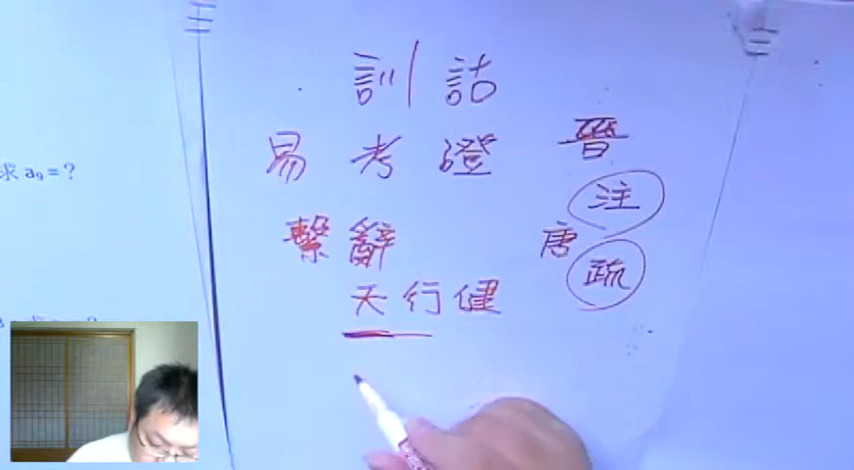 訓詁
易 考證 晉
注
繫辭 唐
疏
天行健
求 a₉=?